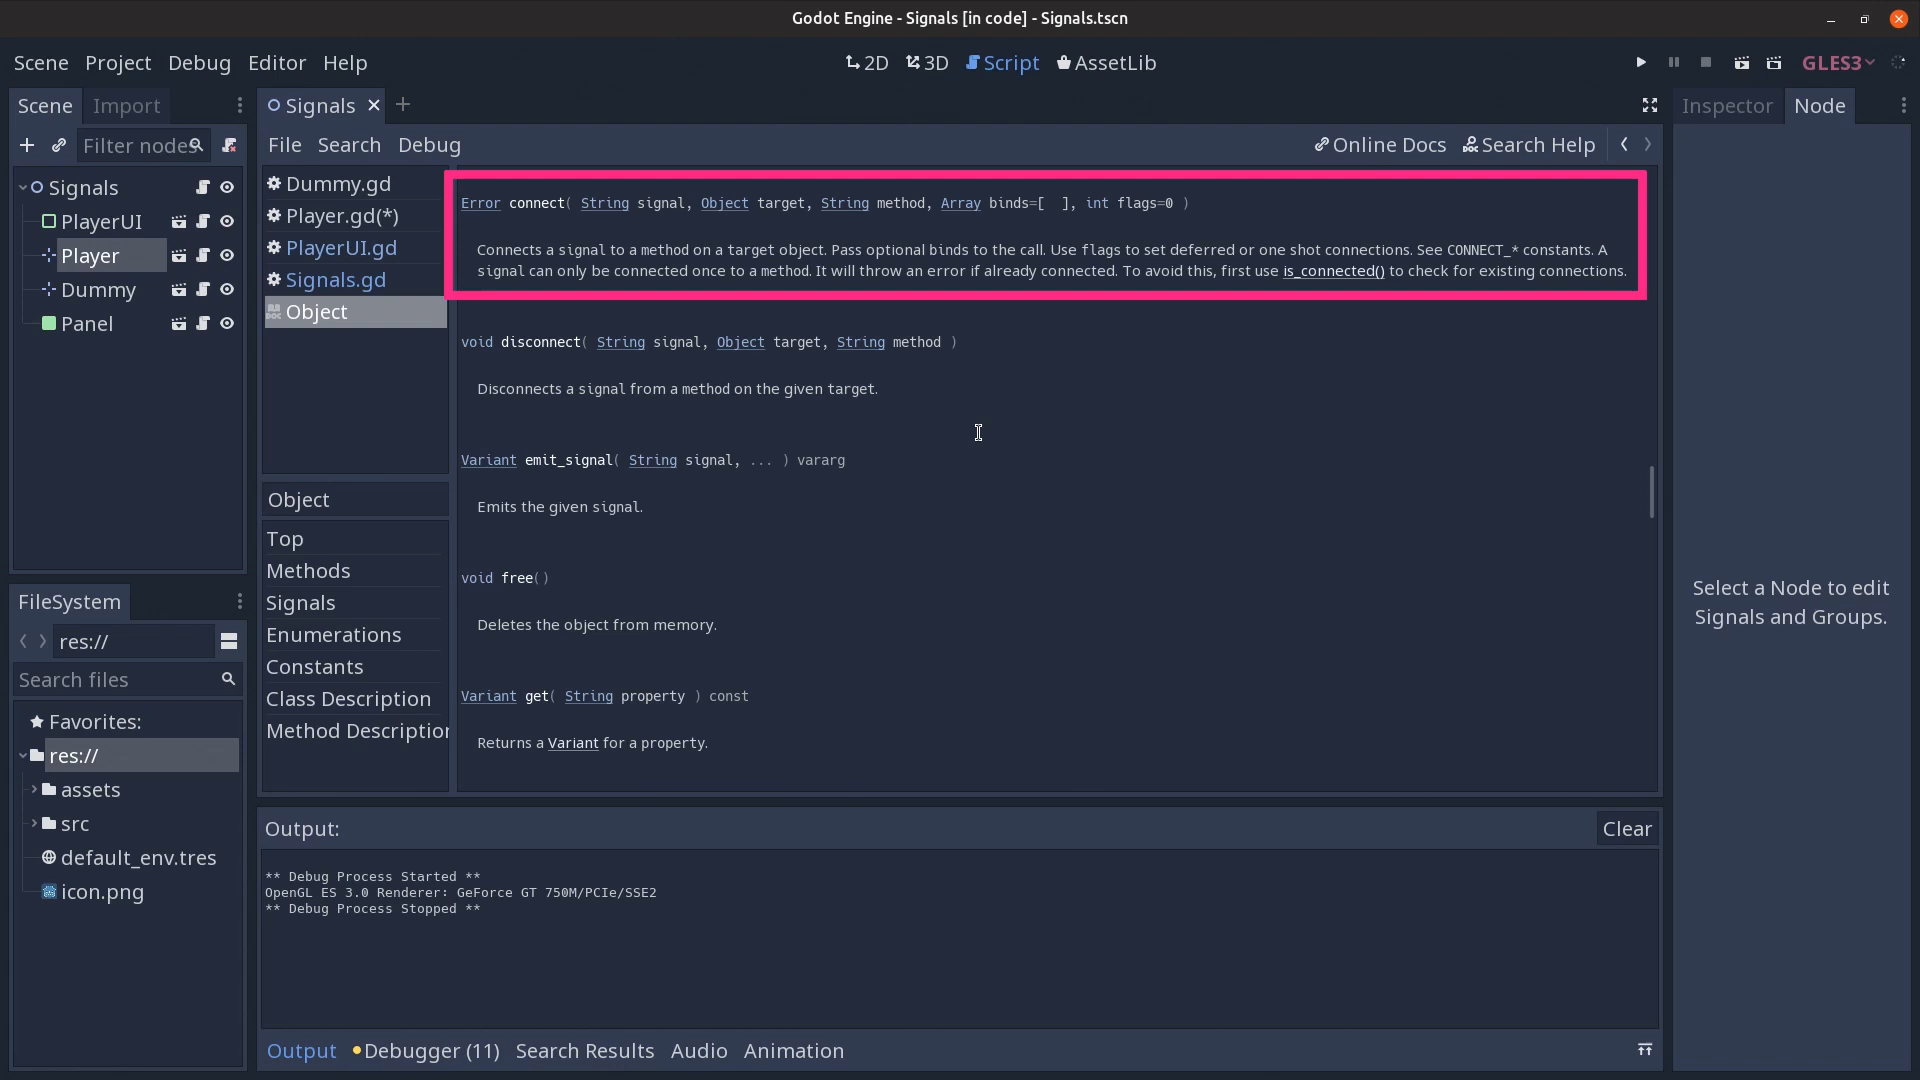 Godot Engine - Signals [in code] - Signals.tscn
Scene Project Debug Editor Help
2D 3D Script AssetLib
GLES3
Scene Import
Filter nodes
Signals
PlayerUI
Player
Dummy
Panel
FileSystem
res://
Search files
Favorites:
res://
assets
src
default_env.tres
icon.png
Signals
File Search Debug
Online Docs Search Help
Dummy.gd
Player.gd(*)
PlayerUI.gd
Signals.gd
Object
Object
Top
Methods
Signals
Enumerations
Constants
Class Description
Method Description
Error connect( String signal, Object target, String method, Array binds=[  ], int flags=0 )
Connects a signal to a method on a target object. Pass optional binds to the call. Use flags to set deferred or one shot connections. See CONNECT_* constants. A
signal can only be connected once to a method. It will throw an error if already connected. To avoid this, first use is_connected() to check for existing connections.
void disconnect( String signal, Object target, String method )
Disconnects a signal from a method on the given target.
Variant emit_signal( String signal, ... ) vararg
Emits the given signal.
void free()
Deletes the object from memory.
Variant get( String property ) const
Returns a Variant for a property.
Output:
Clear
** Debug Process Started **
OpenGL ES 3.0 Renderer: GeForce GT 750M/PCIe/SSE2
** Debug Process Stopped **
Output Debugger (11) Search Results Audio Animation
Inspector Node
Select a Node to edit
Signals and Groups.